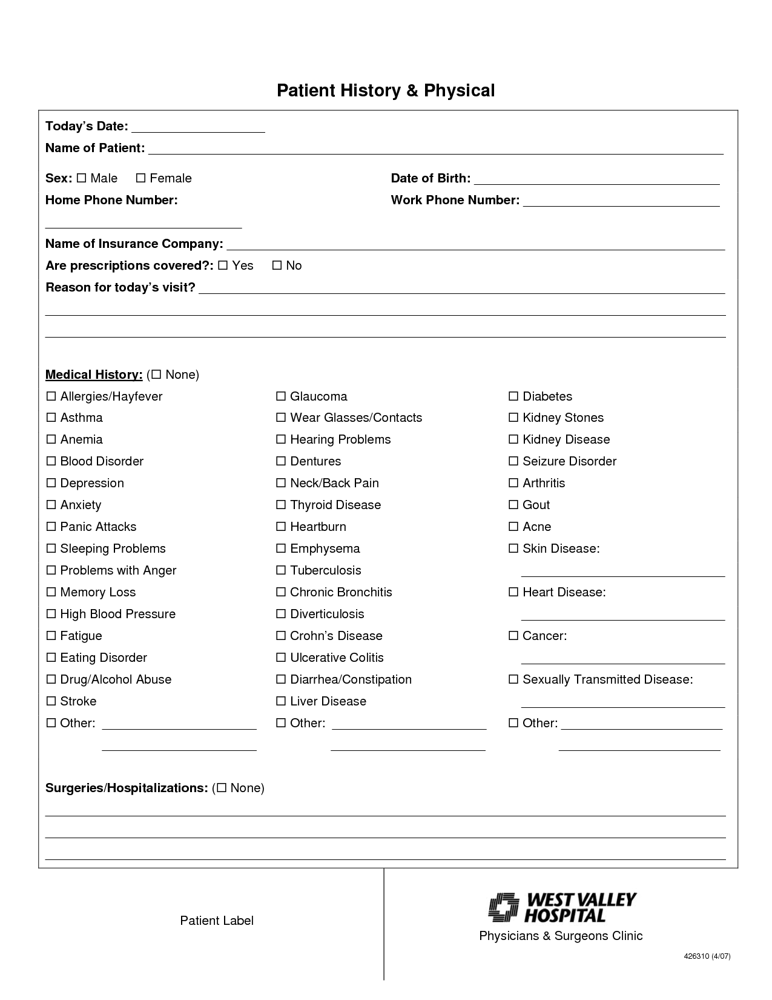 Patient History & Physical
Today's Date: ____________________
Name of Patient: ____________________
Sex: ☐ Male ☐ Female Date of Birth: ____________________
Home Phone Number: Work Phone Number: ____________________
____________________
Name of Insurance Company: ____________________
Are prescriptions covered?: ☐ Yes ☐ No
Reason for today's visit? ____________________
Medical History: (☐ None)
☐ Allergies/Hayfever ☐ Glaucoma ☐ Diabetes
☐ Asthma ☐ Wear Glasses/Contacts ☐ Kidney Stones
☐ Anemia ☐ Hearing Problems ☐ Kidney Disease
☐ Blood Disorder ☐ Dentures ☐ Seizure Disorder
☐ Depression ☐ Neck/Back Pain ☐ Arthritis
☐ Anxiety ☐ Thyroid Disease ☐ Gout
☐ Panic Attacks ☐ Heartburn ☐ Acne
☐ Sleeping Problems ☐ Emphysema ☐ Skin Disease:
☐ Problems with Anger ☐ Tuberculosis ____________________
☐ Memory Loss ☐ Chronic Bronchitis ☐ Heart Disease:
☐ High Blood Pressure ☐ Diverticulosis ____________________
☐ Fatigue ☐ Crohn's Disease ☐ Cancer:
☐ Eating Disorder ☐ Ulcerative Colitis ____________________
☐ Drug/Alcohol Abuse ☐ Diarrhea/Constipation ☐ Sexually Transmitted Disease:
☐ Stroke ☐ Liver Disease ____________________
☐ Other: ____________________ ☐ Other: ____________________ ☐ Other: ____________________
Surgeries/Hospitalizations: (☐ None)
Patient Label
WEST VALLEY
HOSPITAL
Physicians & Surgeons Clinic
426310 (4/07)